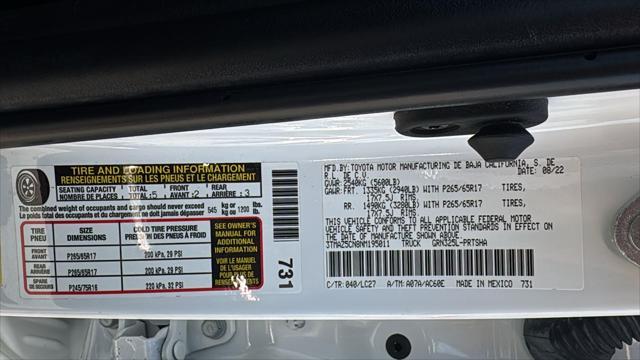 TIRE AND LOADING INFORMATION
RENSEIGNEMENTS SUR LES PNEUS ET LE CHARGEMENT
SEATING CAPACITY TOTAL 5 FRONT 2 REAR 3
NOMBRE DE PLACES TOTAL :5 AVANT :2 ARRIÈRE :3
The combined weight of occupants and cargo should never exceed 545 kg or 1200 lbs.
Le poids total des occupants et du chargement ne doit jamais dépasser 545 kg ou 1200 lb.
TIRE SIZE COLD TIRE PRESSURE
PNEU DIMENSIONS PRESSION DES PNEUS À FROID
FRONT
AVANT P265/65R17 200 kPa, 29 PSI
REAR
ARRIÈRE P265/65R17 200 kPa, 29 PSI
SPARE
DE SECOURS P245/75R16 220 kPa, 32 PSI
SEE OWNER'S
MANUAL FOR
ADDITIONAL
INFORMATION
VOIR LE MANUEL
DE L'USAGER
POUR PLUS DE
RENSEIGNEMENTS
731
MFD. BY: TOYOTA MOTOR MANUFACTURING DE BAJA CALIFORNIA, S. DE
R.L. DE C.V. DATE: 08/22
GVWR 2540KG (5600LB)
GAWR: FRT. 1335KG (2940LB) WITH P265/65R17 TIRES,
17X7.5J RIMS.
RR. 1490KG (3280LB) WITH P265/65R17 TIRES,
17X7.5J RIMS.
THIS VEHICLE CONFORMS TO ALL APPLICABLE FEDERAL MOTOR
VEHICLE SAFETY AND THEFT PREVENTION STANDARDS IN EFFECT ON
THE DATE OF MANUFACTURE SHOWN ABOVE.
3TMAZ5CN8NM195011 TRUCK GRN325L-PRTSHA
C/TR: 040/LC27 A/TM: A07A/AC60E MADE IN MEXICO 731